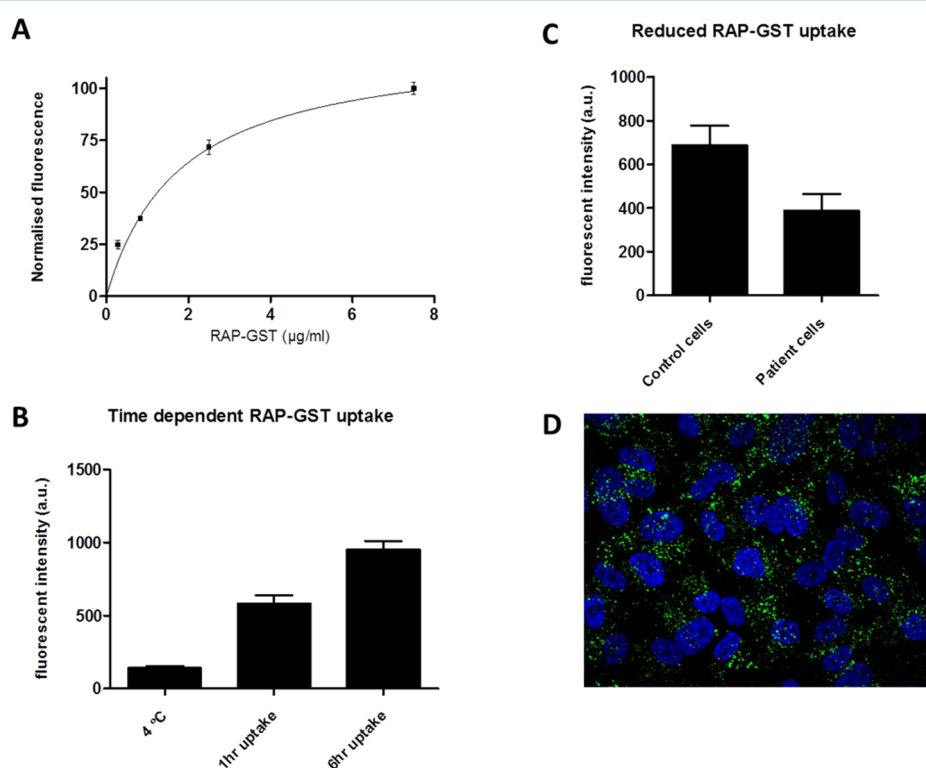 A
Normalised fluorescence
100
75
50
25
0
0 2 4 6 8
RAP-GST (µg/ml)
B
Time dependent RAP-GST uptake
fluorescent intensity (a.u.)
1500
1000
500
0
4 ºC
1hr uptake
6hr uptake
C
Reduced RAP-GST uptake
fluorescent intensity (a.u.)
1000
800
600
400
200
0
Control cells
Patient cells
D